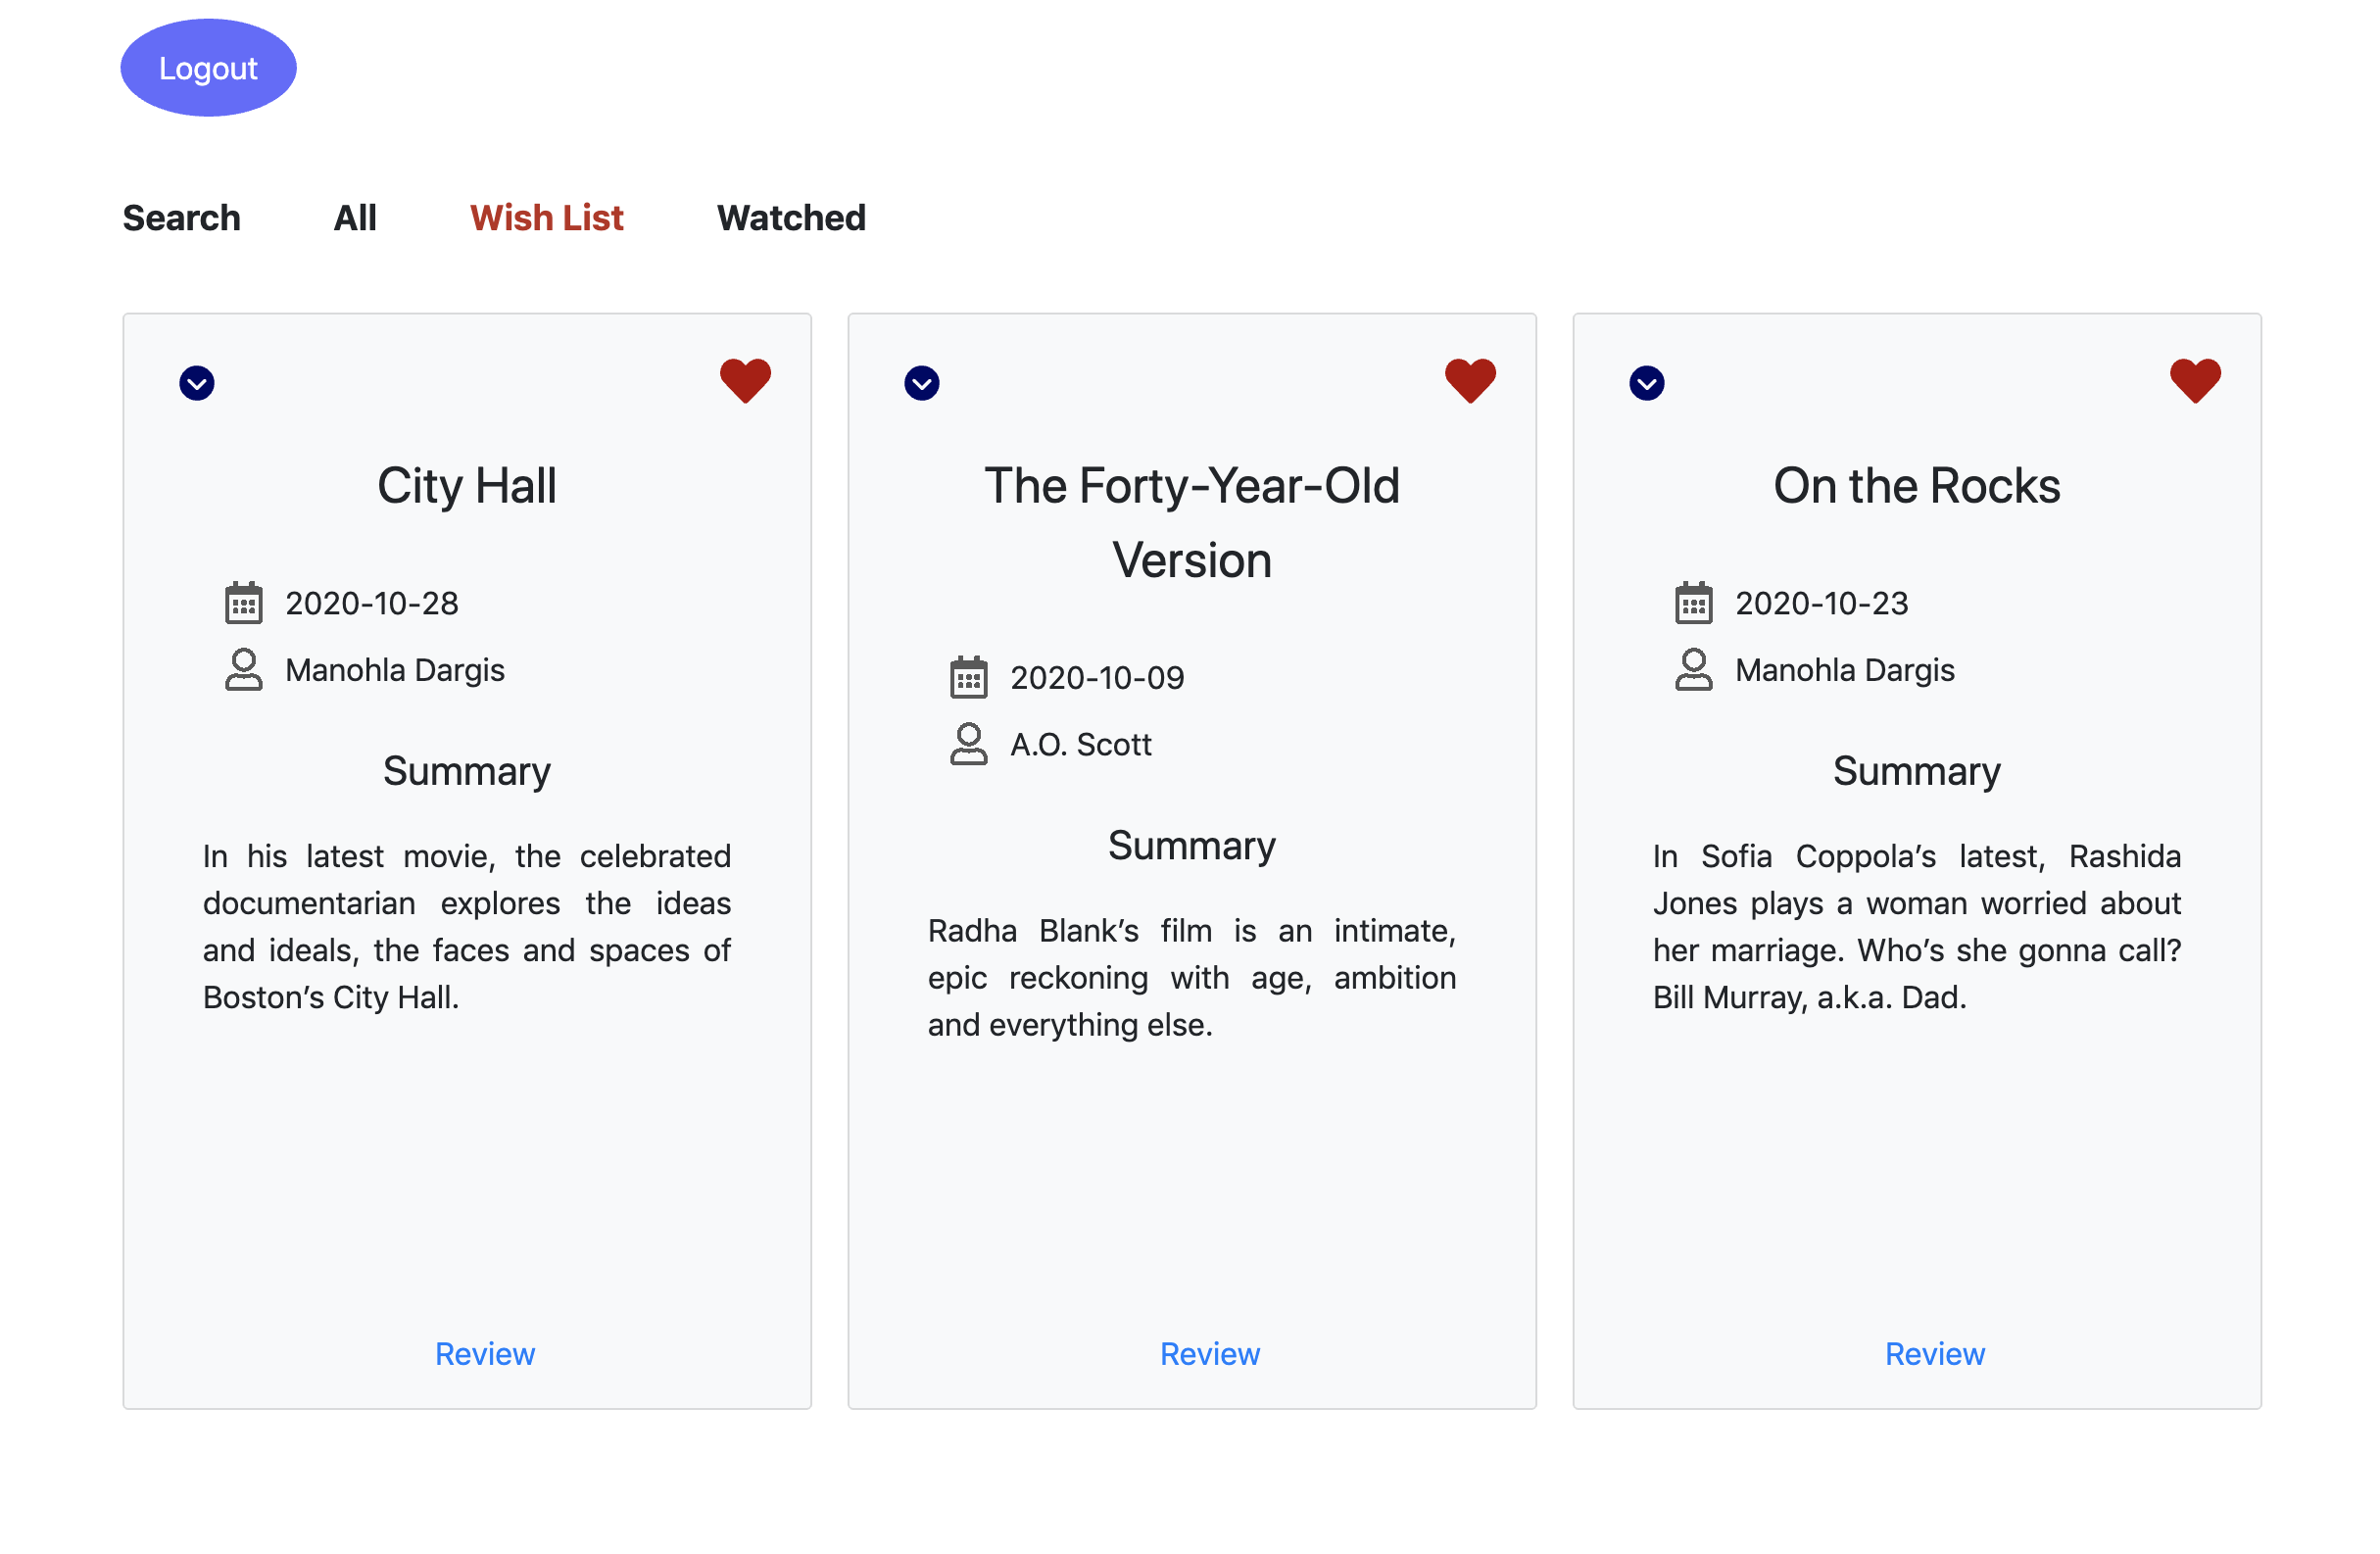 Logout
Search All Wish List Watched
City Hall
2020-10-28
Manohla Dargis
Summary
In his latest movie, the celebrated
documentarian explores the ideas
and ideals, the faces and spaces of
Boston’s City Hall.
Review
The Forty-Year-Old
Version
2020-10-09
A.O. Scott
Summary
Radha Blank’s film is an intimate,
epic reckoning with age, ambition
and everything else.
Review
On the Rocks
2020-10-23
Manohla Dargis
Summary
In Sofia Coppola’s latest, Rashida
Jones plays a woman worried about
her marriage. Who’s she gonna call?
Bill Murray, a.k.a. Dad.
Review